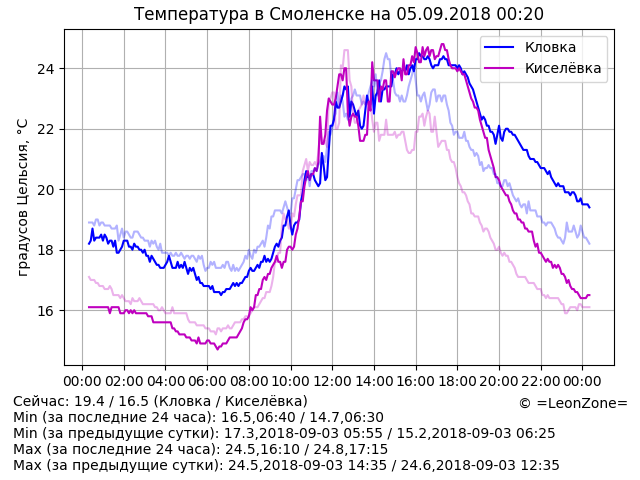 Температура в Смоленске на 05.09.2018 00:20
Кловка
Киселёвка
градусов Цельсия, °C
24
22
20
18
16
00:00 02:00 04:00 06:00 08:00 10:00 12:00 14:00 16:00 18:00 20:00 22:00 00:00
Сейчас: 19.4 / 16.5 (Кловка / Киселёвка)
© =LeonZone=
Min (за последние 24 часа): 16.5,06:40 / 14.7,06:30
Min (за предыдущие сутки): 17.3,2018-09-03 05:55 / 15.2,2018-09-03 06:25
Max (за последние 24 часа): 24.5,16:10 / 24.8,17:15
Max (за предыдущие сутки): 24.5,2018-09-03 14:35 / 24.6,2018-09-03 12:35